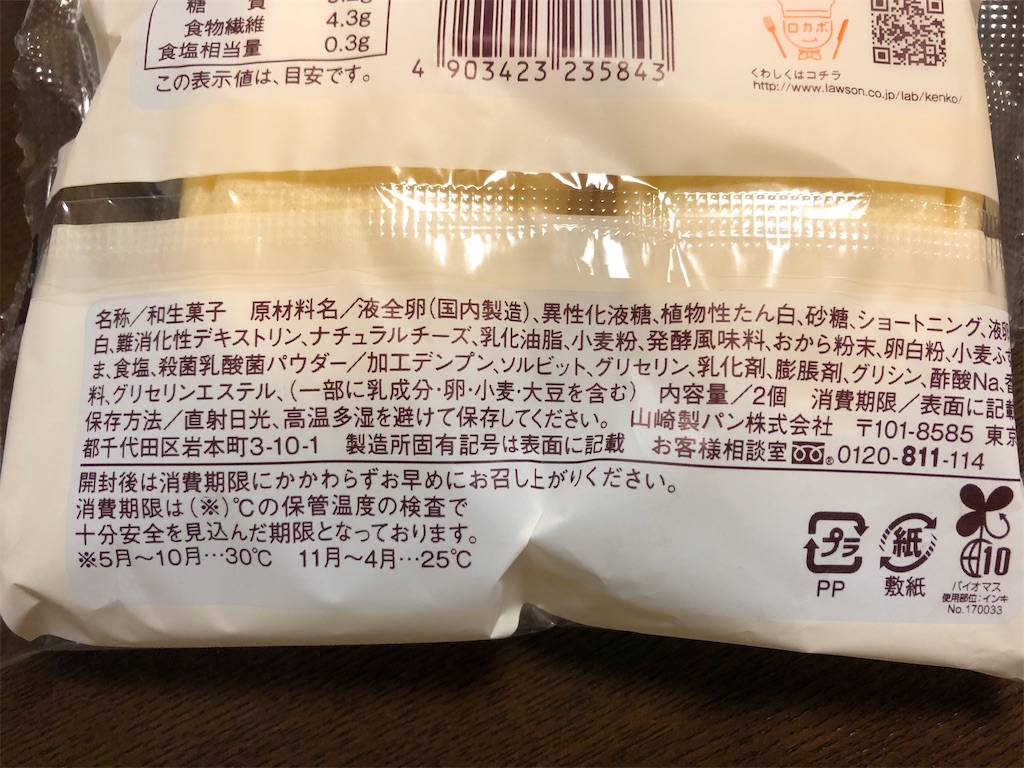 糖質
食物繊維 4.3g
食塩相当量 0.3g
この表示値は、目安です。
4 903423 235843
ロカボ
くわしくはコチラ
http://www.lawson.co.jp/lab/kenko/
名称／和生菓子 原材料名／液全卵(国内製造)、異性化液糖、植物性たん白、砂糖、ショートニング、液卵
白、難消化性デキストリン、ナチュラルチーズ、乳化油脂、小麦粉、発酵風味料、おから粉末、卵白粉、小麦ふす
ま、食塩、殺菌乳酸菌パウダー／加工デンプン、ソルビット、グリセリン、乳化剤、膨脹剤、グリシン、酢酸Na、香
料、グリセリンエステル、(一部に乳成分・卵・小麦・大豆を含む) 内容量／2個 消費期限／表面に記載
保存方法／直射日光、高温多湿を避けて保存してください。 山崎製パン株式会社 〒101-8585 東京
都千代田区岩本町3-10-1 製造所固有記号は表面に記載 お客様相談室 0120-811-114
開封後は消費期限にかかわらずお早めにお召し上がりください。
消費期限は(※)℃の保管温度の検査で
十分安全を見込んだ期限となっております。
※5月～10月…30℃ 11月～4月…25℃
プラ
PP
紙
敷紙
10
バイオマス
使用部位:インキ
No.170033